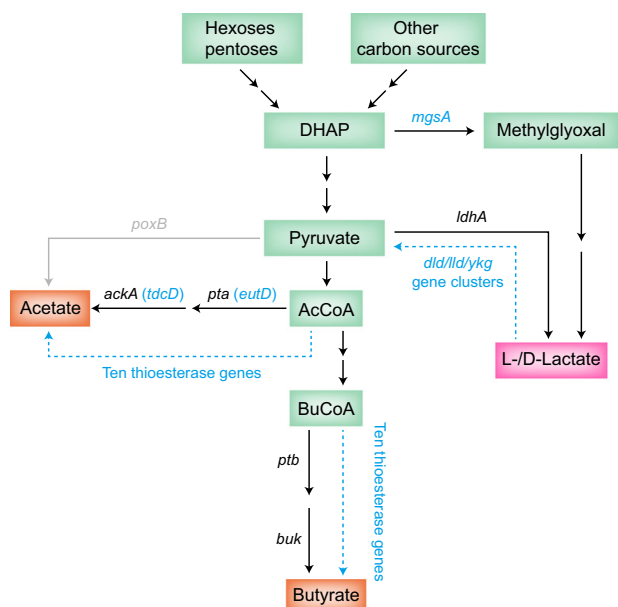 Hexoses
pentoses
Other
carbon sources
DHAP
mgsA
Methylglyoxal
poxB
Pyruvate
ldhA
dld/lld/ykg
gene clusters
Acetate
ackA (tdcD)
pta (eutD)
AcCoA
L-/D-Lactate
Ten thioesterase genes
BuCoA
ptb
Ten thioesterase genes
buk
Butyrate